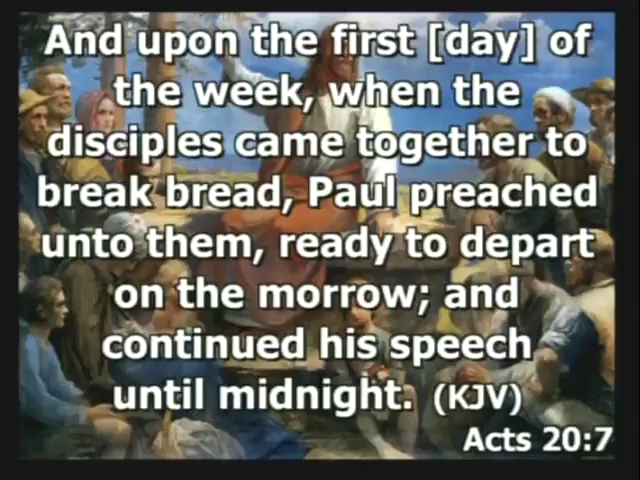 And upon the first [day] of
the week, when the
disciples came together to
break bread, Paul preached
unto them, ready to depart
on the morrow; and
continued his speech
until midnight. (KJV)
Acts 20:7